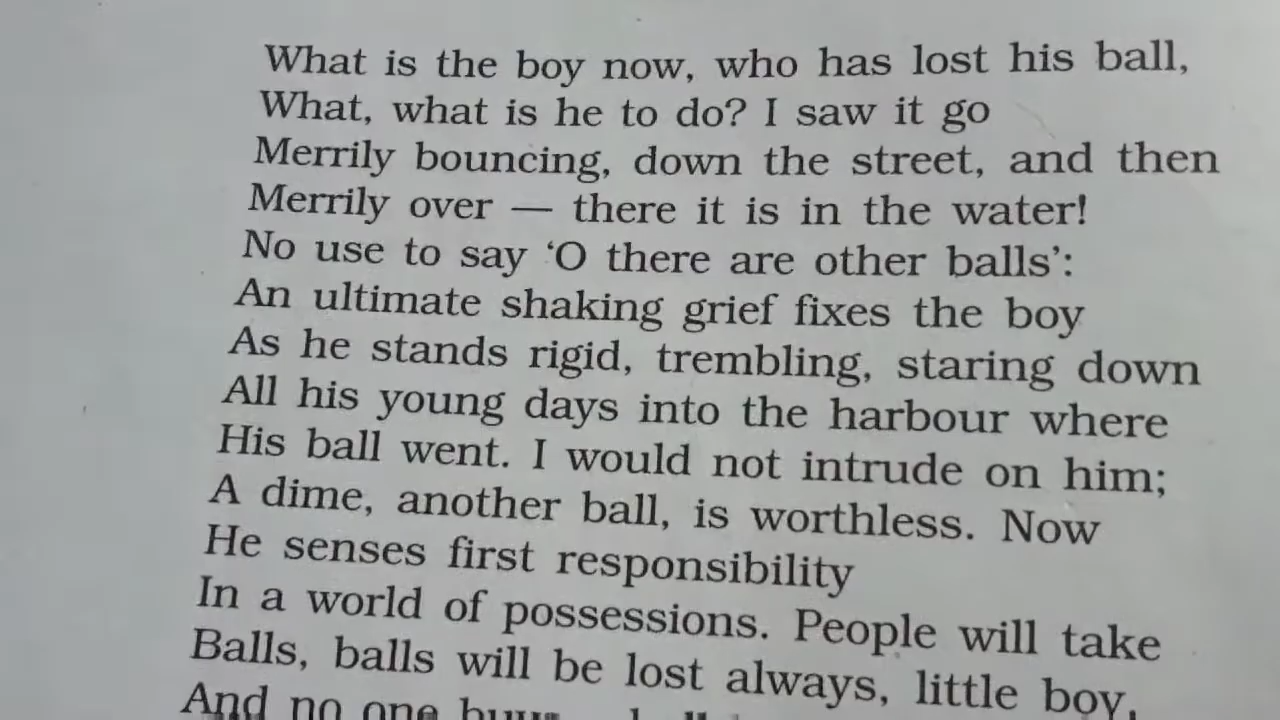 What is the boy now, who has lost his ball,
What, what is he to do? I saw it go
Merrily bouncing, down the street, and then
Merrily over — there it is in the water!
No use to say ‘O there are other balls’:
An ultimate shaking grief fixes the boy
As he stands rigid, trembling, staring down
All his young days into the harbour where
His ball went. I would not intrude on him;
A dime, another ball, is worthless. Now
He senses first responsibility
In a world of possessions. People will take
Balls, balls will be lost always, little boy,
And no one